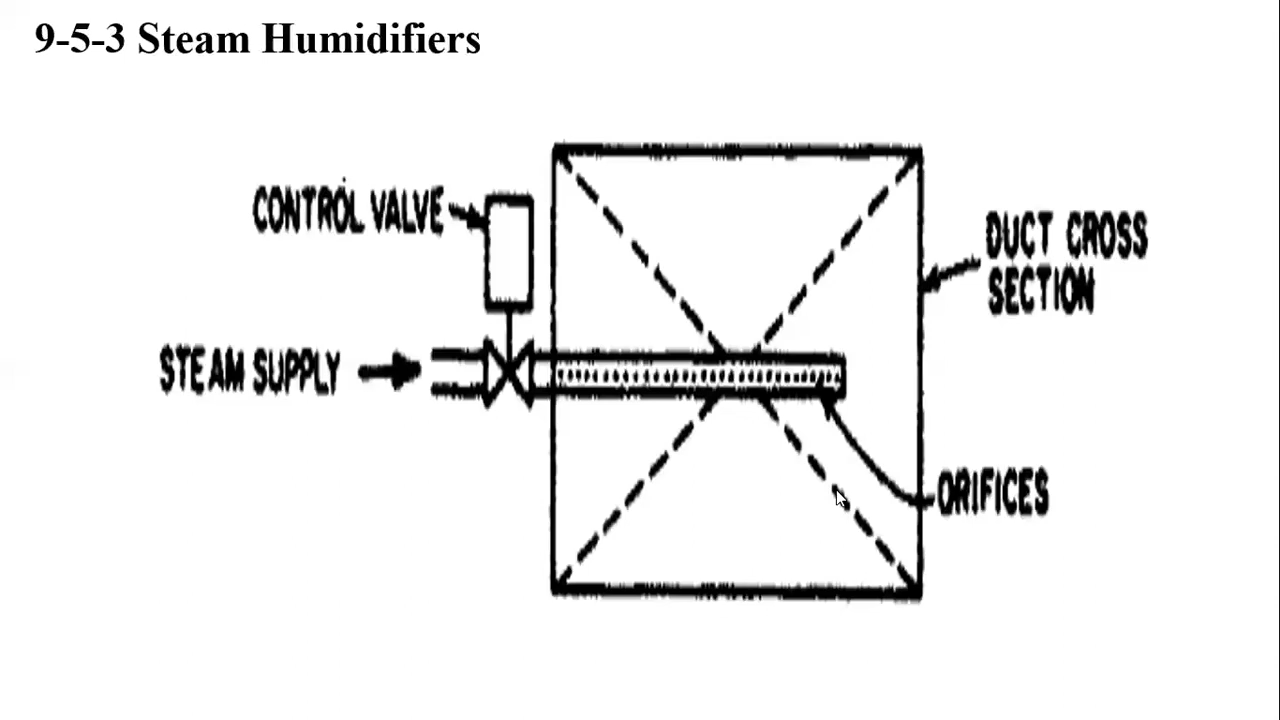 9-5-3 Steam Humidifiers
CONTROL VALVE
DUCT CROSS
SECTION
STEAM SUPPLY
ORIFICES